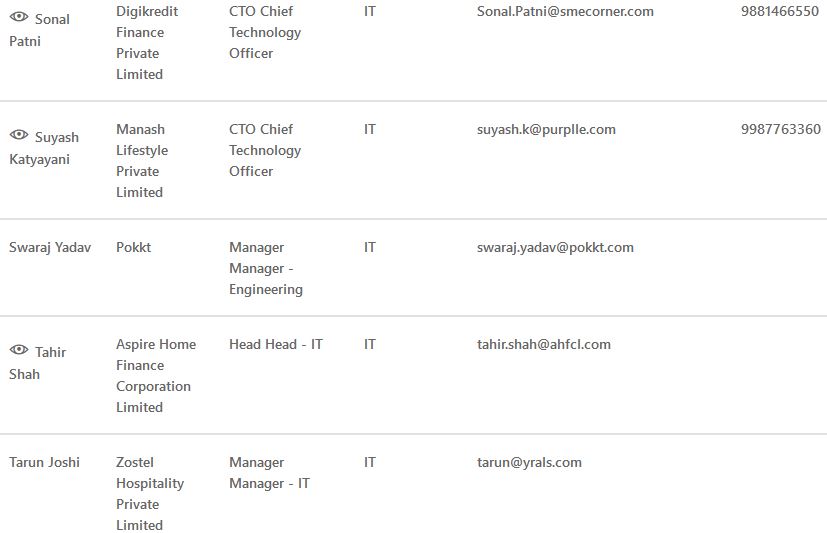 Sonal Patni Digikredit Finance Private Limited CTO Chief Technology Officer IT Sonal.Patni@smecorner.com 9881466550
Suyash Katyayani Manash Lifestyle Private Limited CTO Chief Technology Officer IT suyash.k@purplle.com 9987763360
Swaraj Yadav Pokkt Manager Manager - Engineering IT swaraj.yadav@pokkt.com
Tahir Shah Aspire Home Finance Corporation Limited Head Head - IT IT tahir.shah@ahfcl.com
Tarun Joshi Zostel Hospitality Private Limited Manager Manager - IT IT tarun@yrals.com